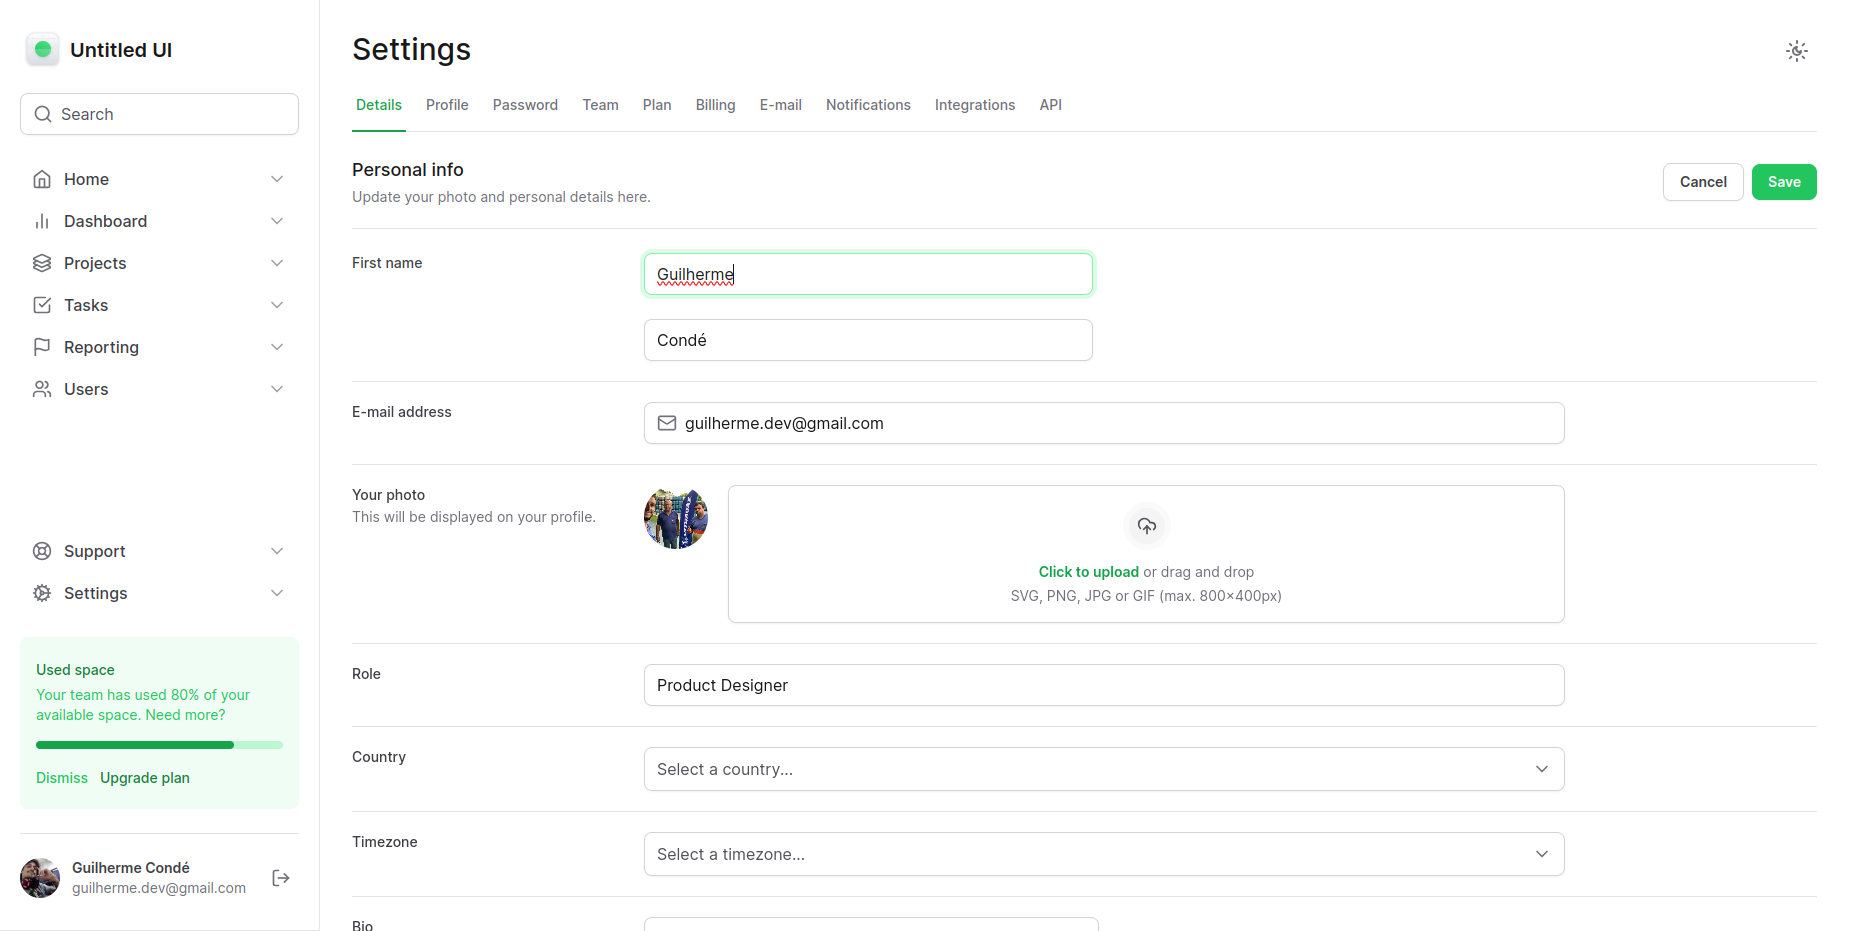 Untitled UI
Search
Home
Dashboard
Projects
Tasks
Reporting
Users
Support
Settings
Used space
Your team has used 80% of your
available space. Need more?
Dismiss Upgrade plan
Guilherme Condé
guilherme.dev@gmail.com
Settings
Details Profile Password Team Plan Billing E-mail Notifications Integrations API
Personal info
Update your photo and personal details here.
Cancel Save
First name
Guilherme
Condé
E-mail address
guilherme.dev@gmail.com
Your photo
This will be displayed on your profile.
Click to upload or drag and drop
SVG, PNG, JPG or GIF (max. 800×400px)
Role
Product Designer
Country
Select a country...
Timezone
Select a timezone...
Bio